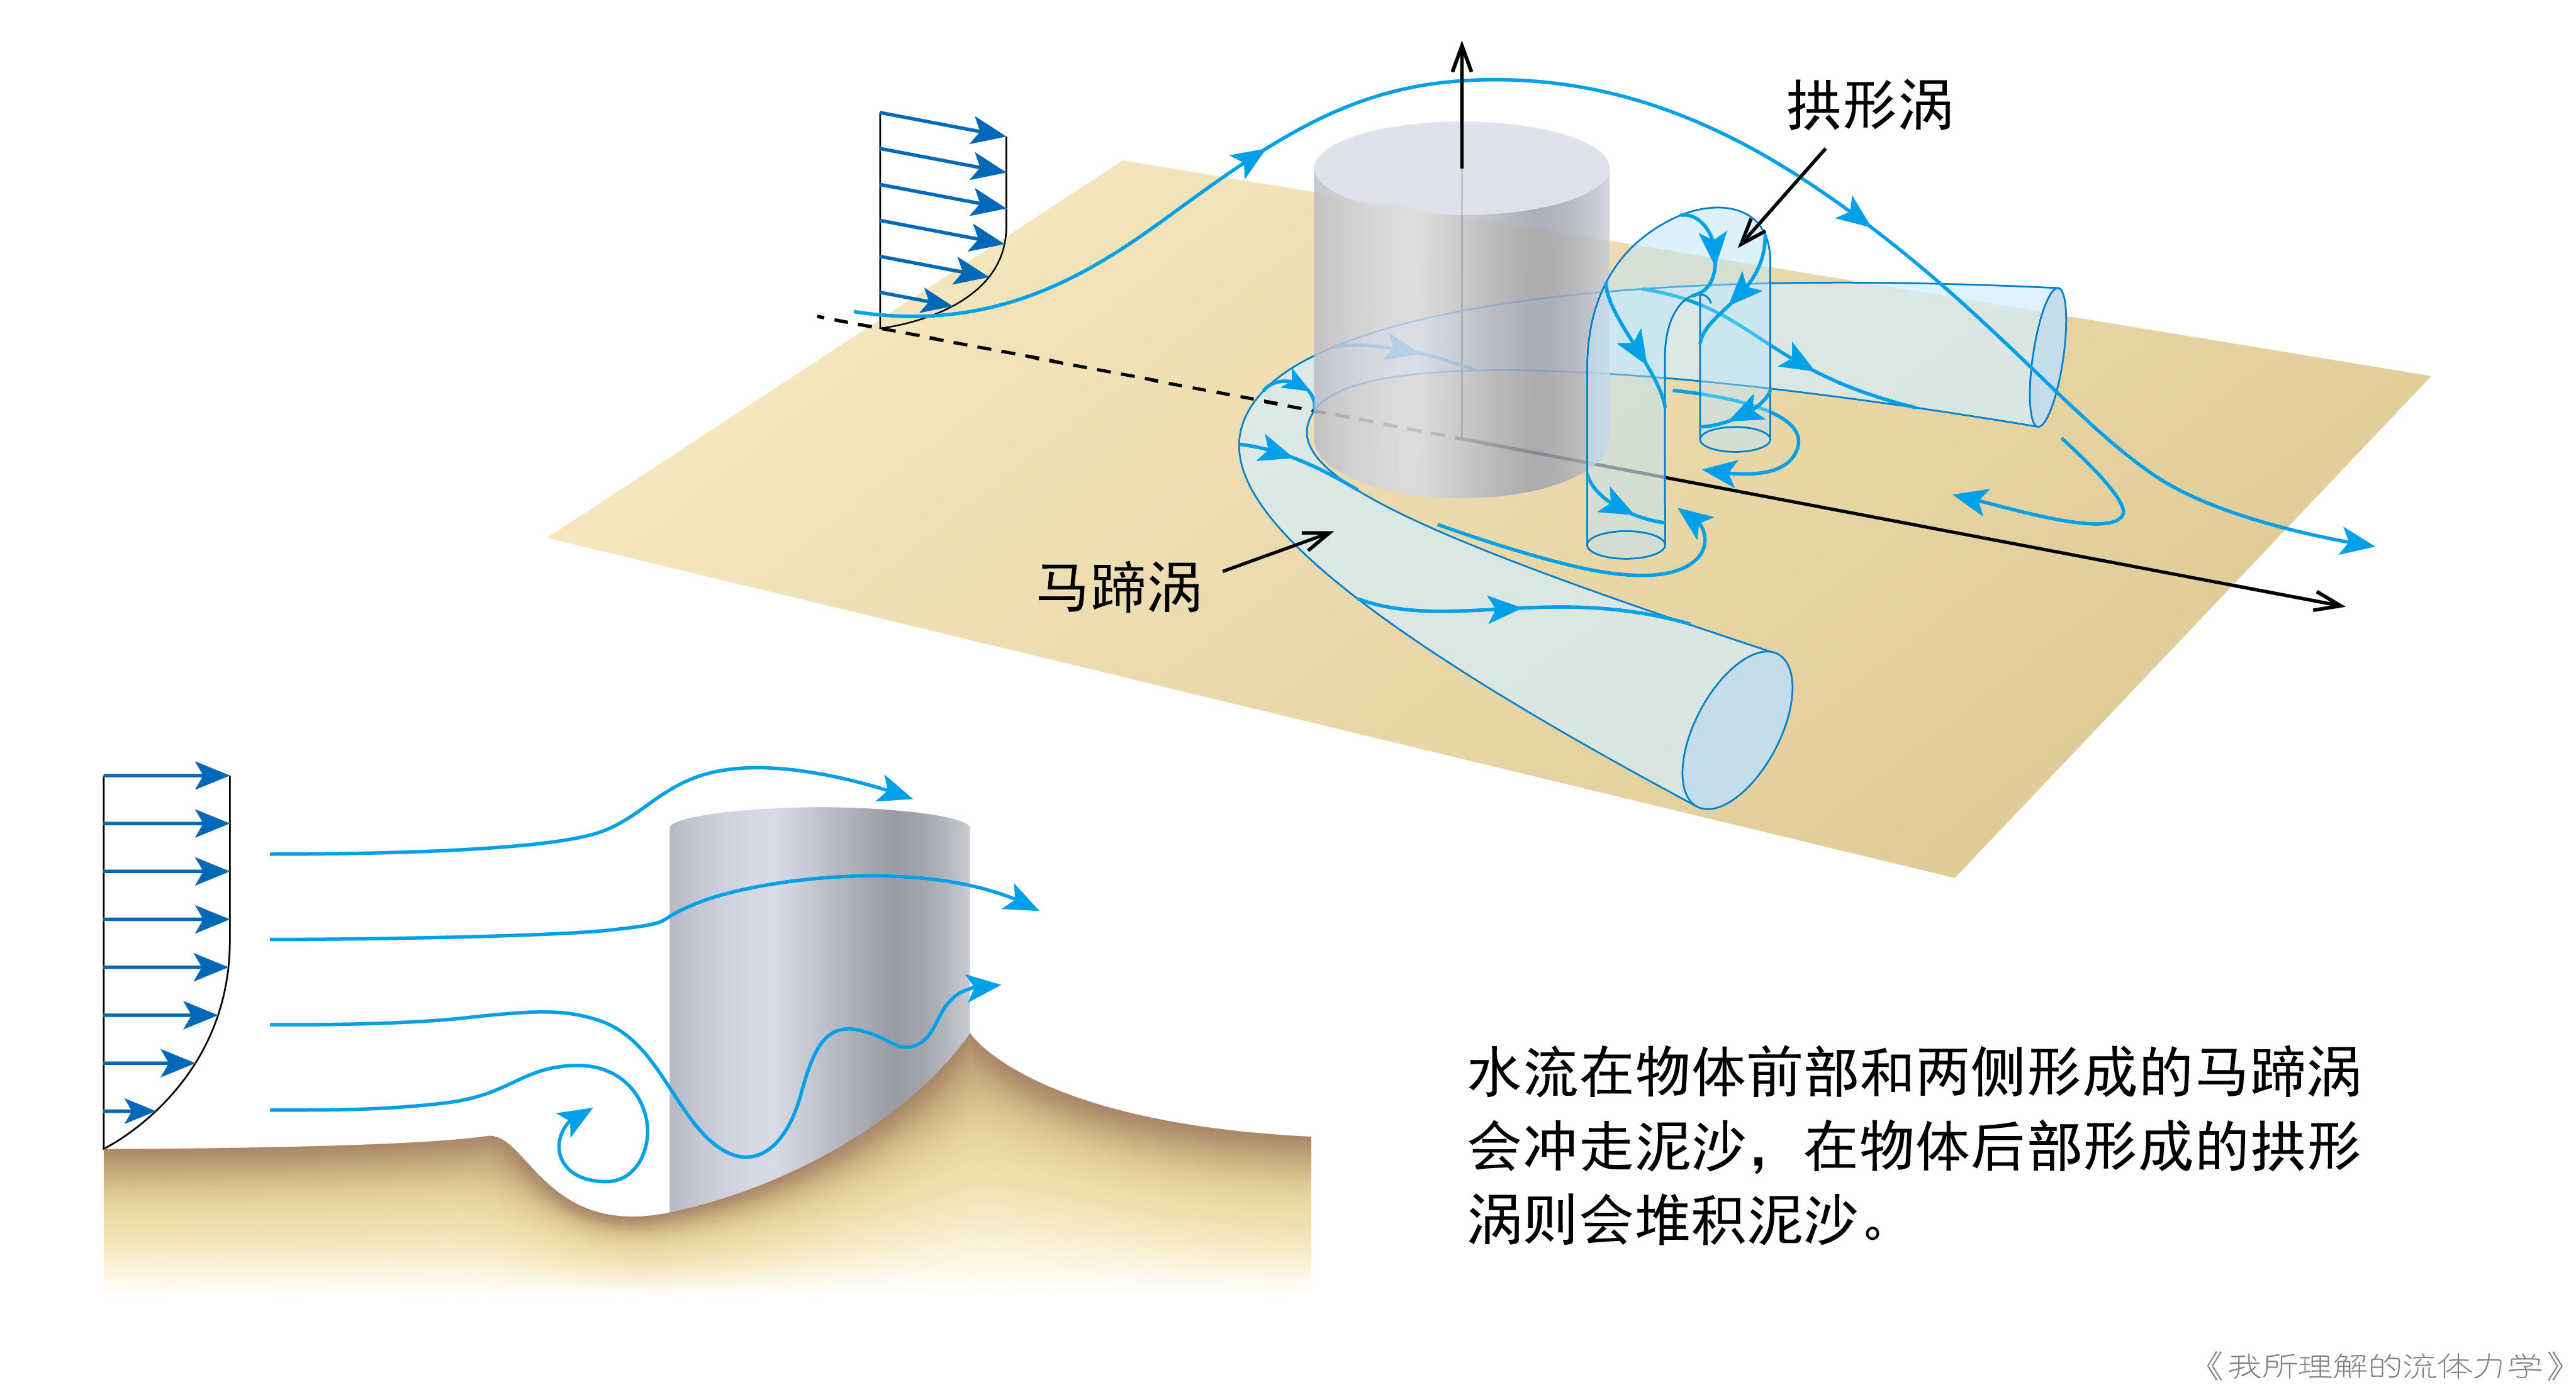 拱形涡
马蹄涡
水流在物体前部和两侧形成的马蹄涡
会冲走泥沙，在物体后部形成的拱形
涡则会堆积泥沙。
《我所理解的流体力学》